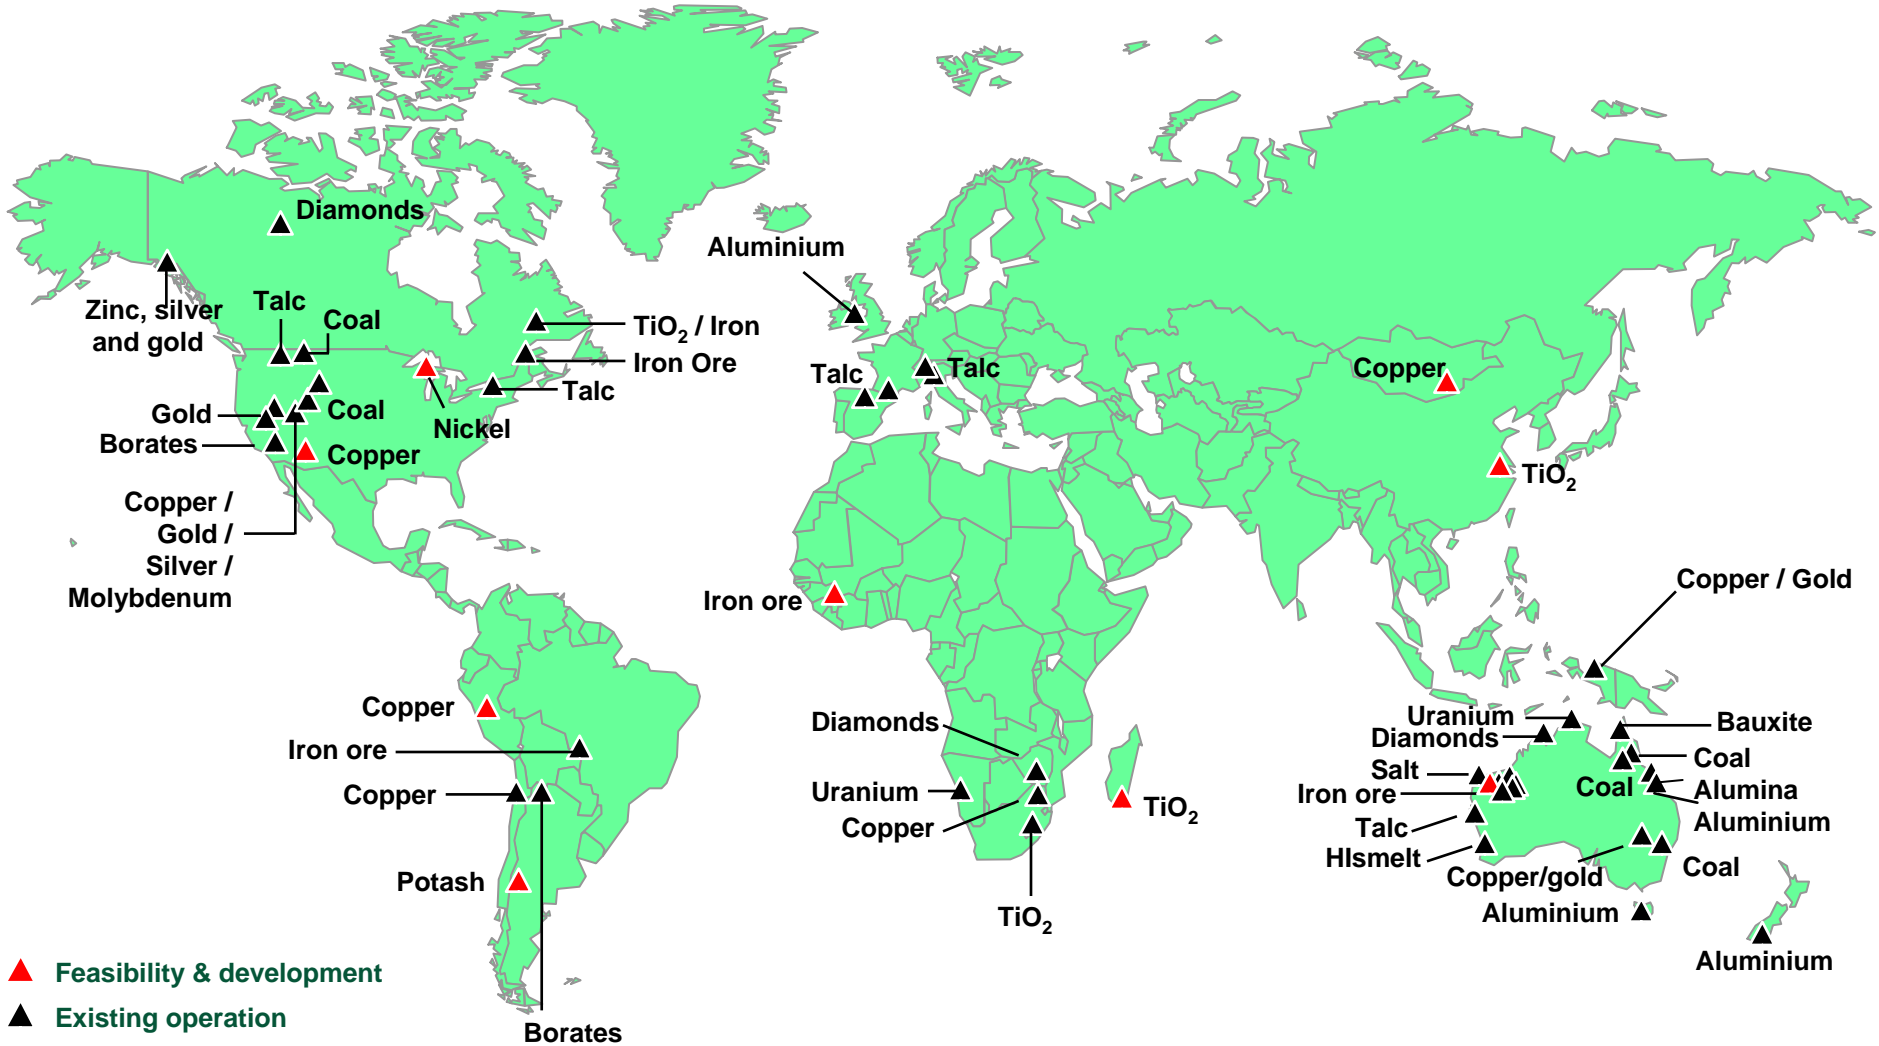 Diamonds
Aluminium
Zinc, silver
and gold
Talc
Coal
TiO₂ / Iron
Iron Ore
Talc
Gold
Coal
Borates
Nickel
Copper
Copper /
Gold /
Silver /
Molybdenum
Talc
Talc
Copper
TiO₂
Iron ore
Copper / Gold
Copper
Iron ore
Copper
Potash
Borates
Diamonds
Uranium
Copper
TiO₂
TiO₂
Uranium
Diamonds
Bauxite
Salt
Coal
Iron ore
Coal
Alumina
Talc
Aluminium
HIsmelt
Copper/gold
Coal
Aluminium
Aluminium
Feasibility & development
Existing operation